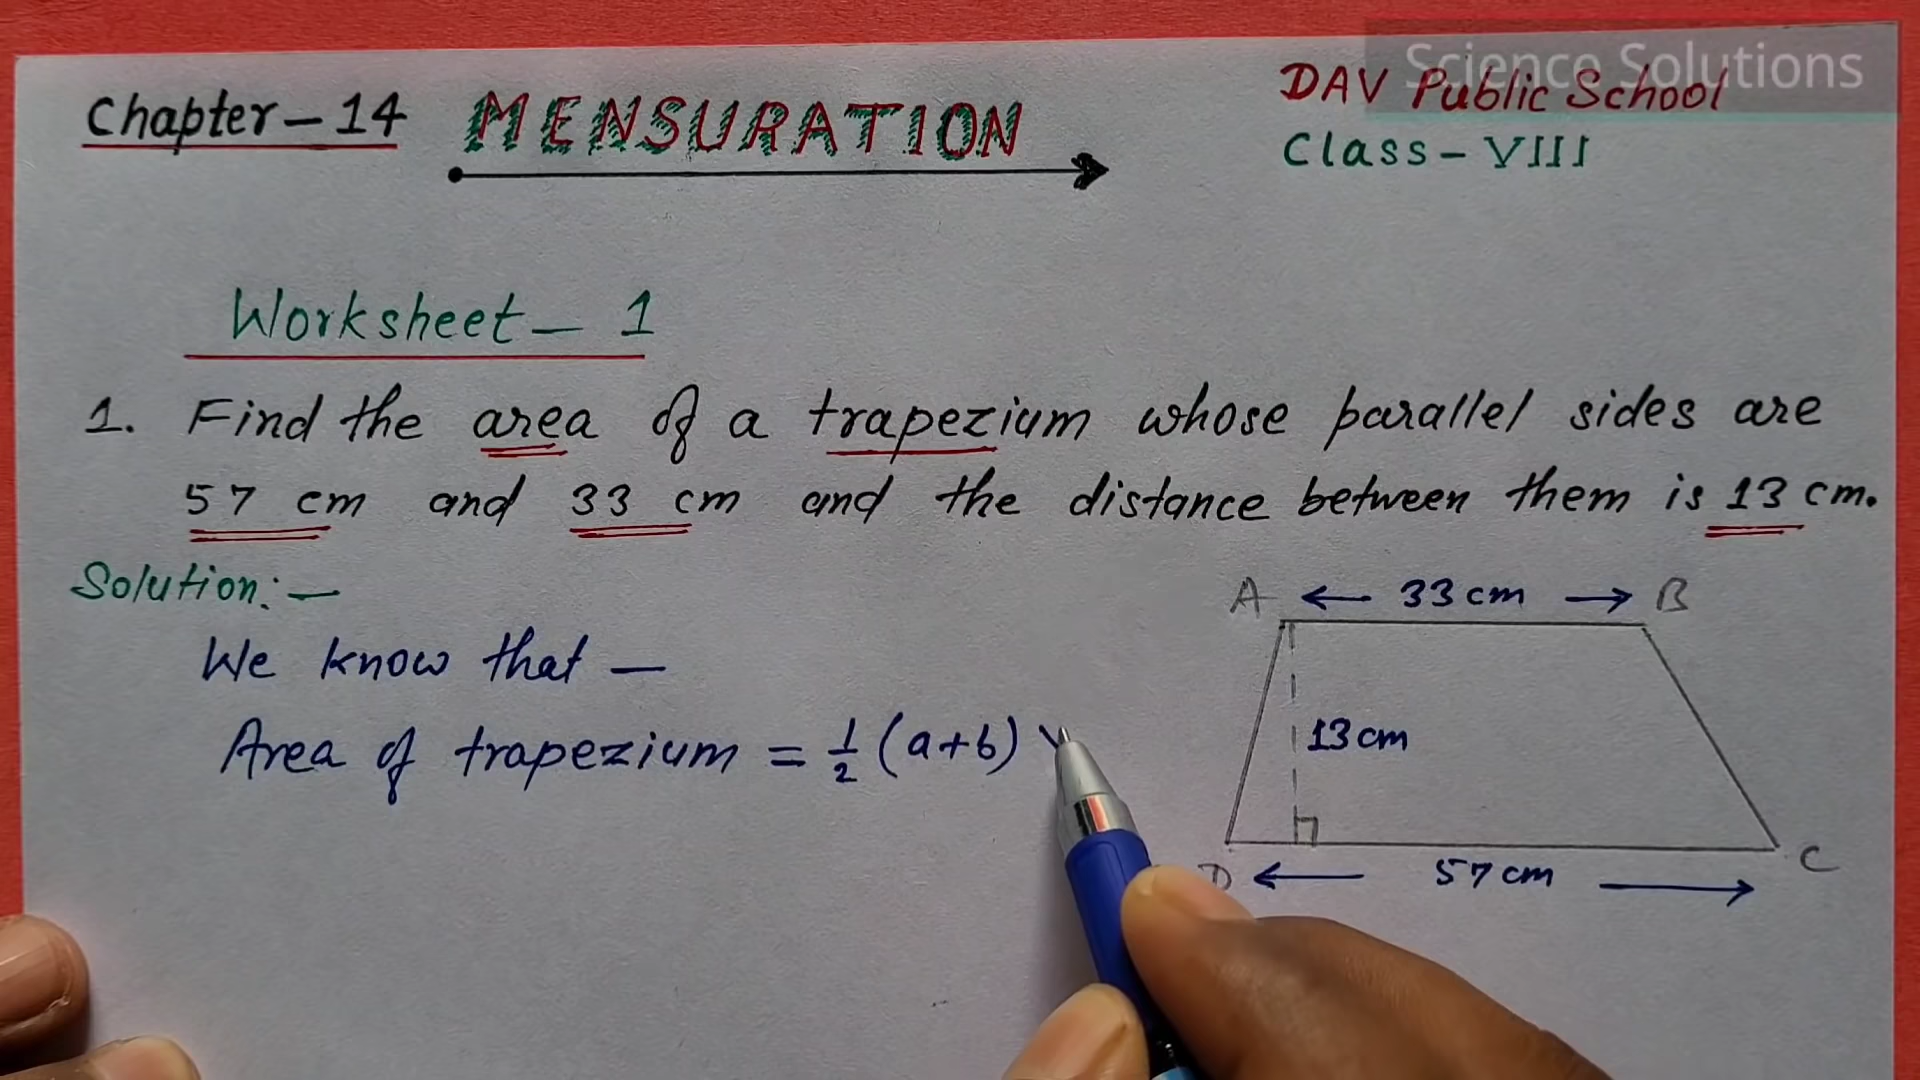 Science Solutions
Chapter - 14 MENSURATION
DAV Public School
Class - VIII
Worksheet - 1
1. Find the area of a trapezium whose parallel sides are
57 cm and 33 cm and the distance between them is 13 cm.
Solution: -
We know that -
Area of trapezium = 1/2 (a+b)
A 33 cm B
13 cm
D 57 cm C